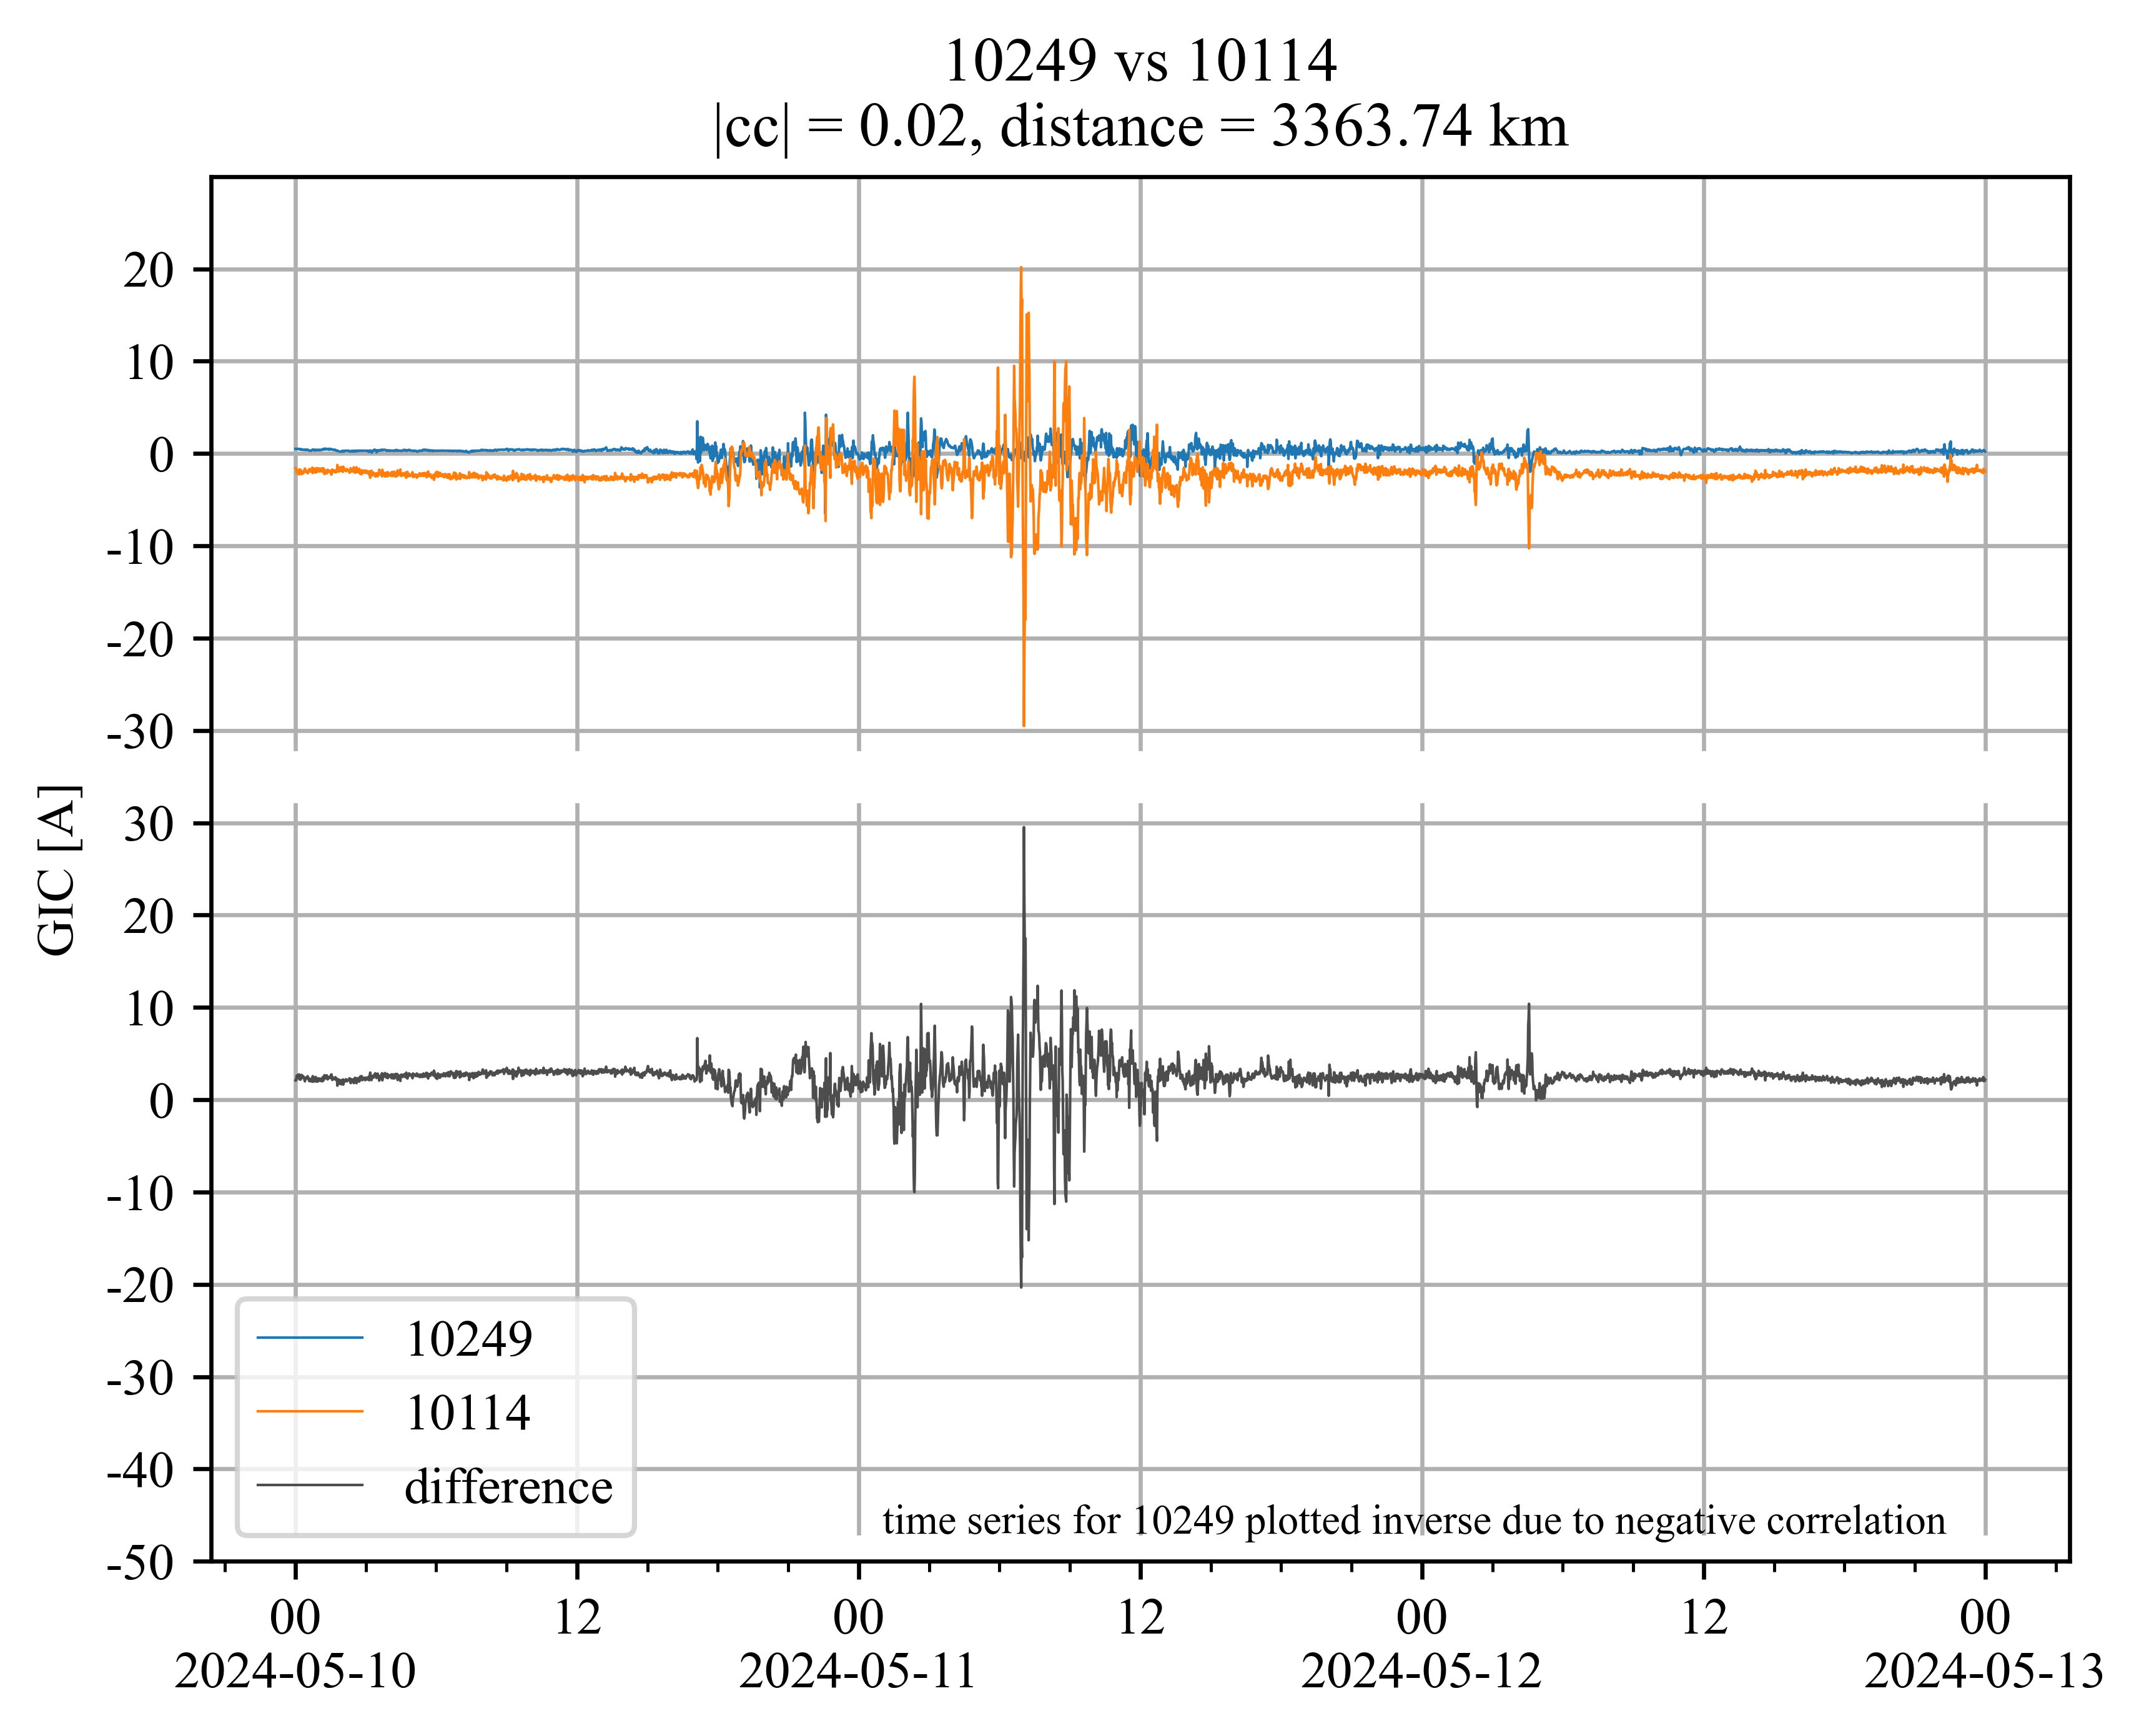 10249 vs 10114
|cc| = 0.02, distance = 3363.74 km
20
10
0
-10
-20
-30
30
20
10
0
-10
-20
-30
-40
-50
GIC [A]
10249
10114
difference
time series for 10249 plotted inverse due to negative correlation
00 12 00 12 00 12 00
2024-05-10 2024-05-11 2024-05-12 2024-05-13